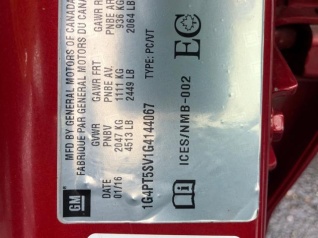 MFD BY GENERAL MOTORS OF CANADA
FABRIQUE PAR GENERAL MOTORS DU CANADA
DATE GVWR GAWR FRT GAWR RR
01/16 PNBV PNBE AV. PNBE AR
2047 KG 1111 KG 936 KG
4513 LB 2449 LB 2064 LB
TYPE: PC/VT
1G4PT5SV1G4144067
ICES/NMB-002
EC
GM